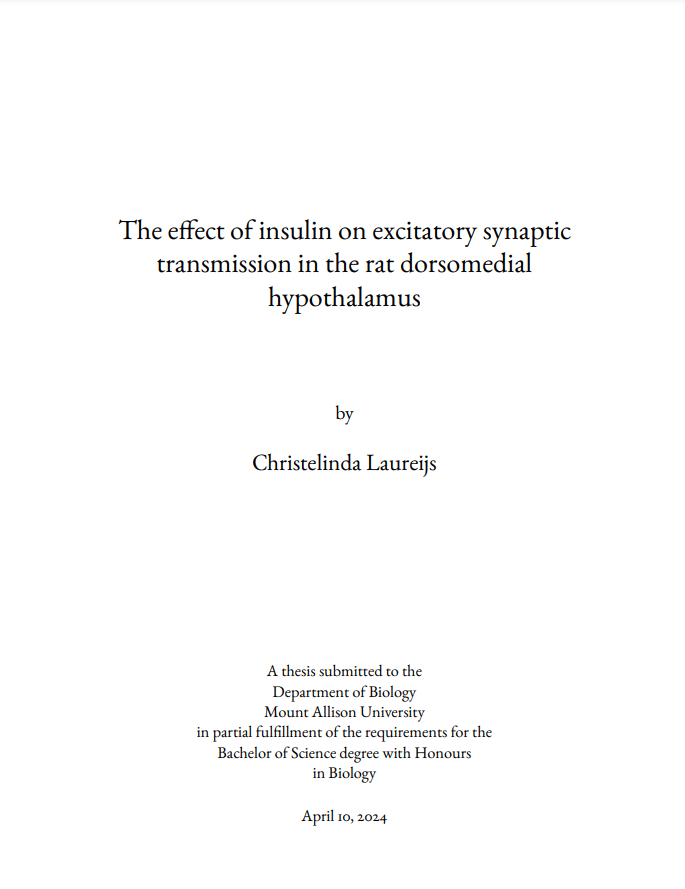 The effect of insulin on excitatory synaptic
transmission in the rat dorsomedial
hypothalamus
by
Christelinda Laureijs
A thesis submitted to the
Department of Biology
Mount Allison University
in partial fulfillment of the requirements for the
Bachelor of Science degree with Honours
in Biology
April 10, 2024